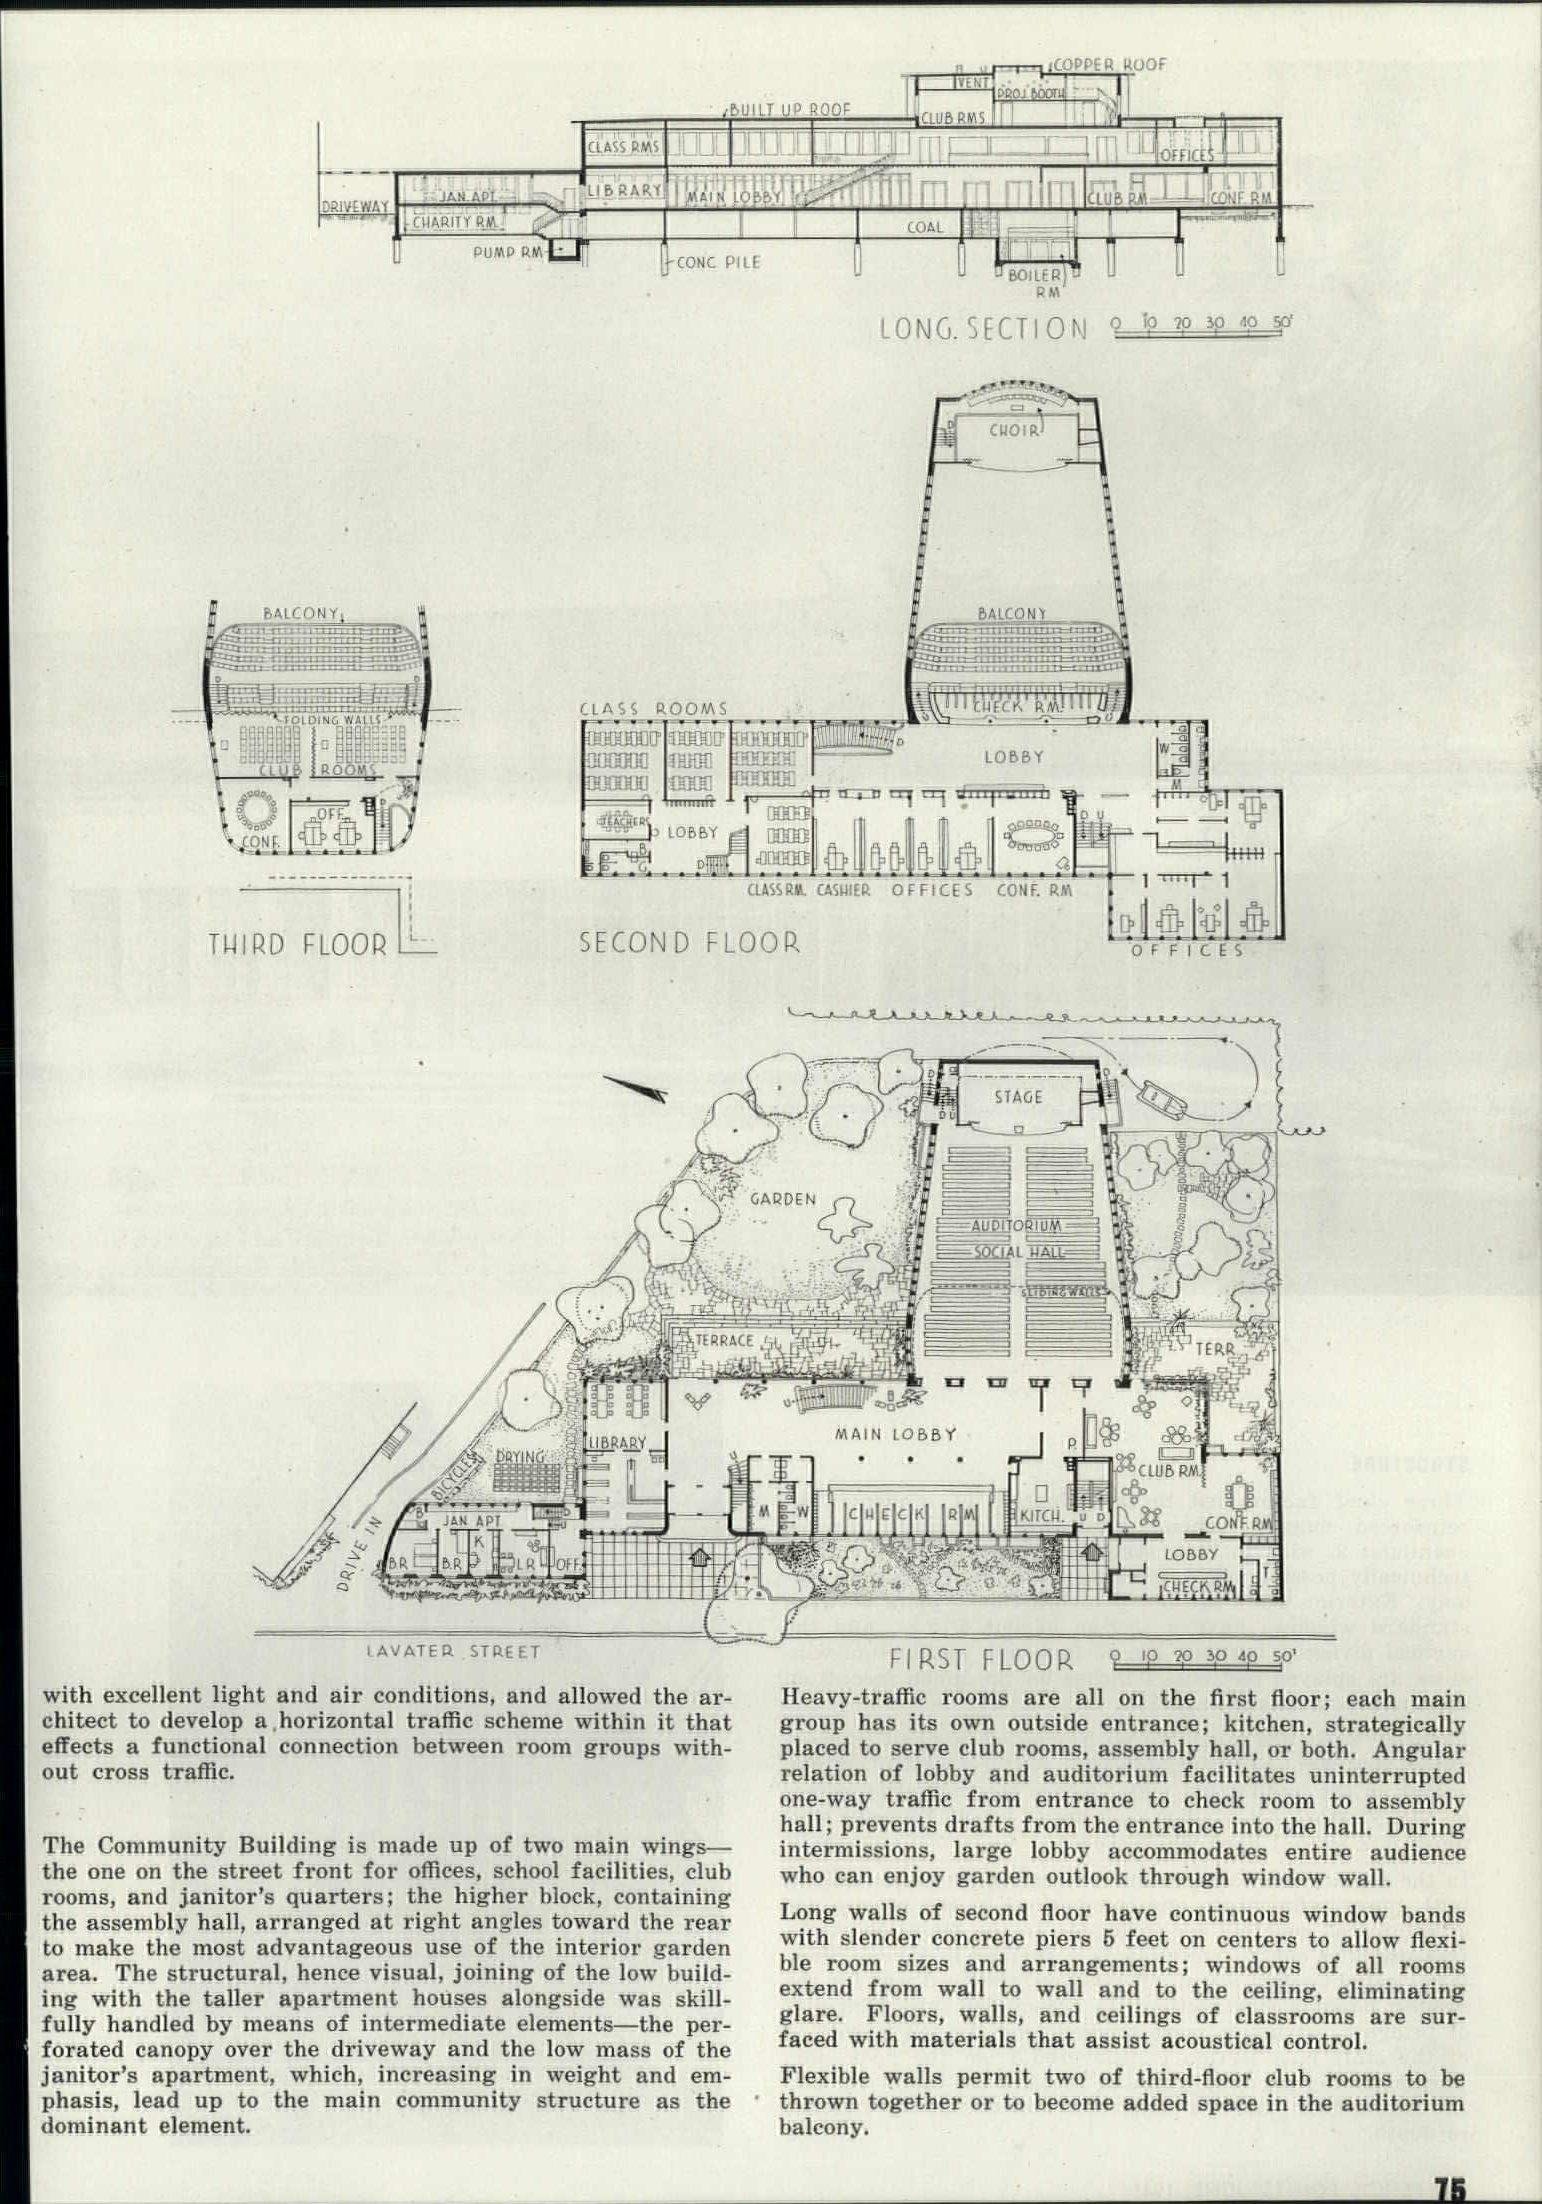 COPPER ROOF
VENT
PROJ. BOOTH
BUILT UP ROOF
CLUB RMS
CLASS RMS
OFFICES
JAN. APT.
LIBRARY
MAIN LOBBY
CLUB RM
CONF. RM
DRIVEWAY
CHARITY RM.
COAL
PUMP RM
CONC PILE
BOILER
RM
LONG. SECTION 0 10 20 30 40 50'
CHOIR
D
BALCONY
CHECK RM.
U
U
BALCONY
D
D
FOLDING WALLS
CLUB ROOMS
OFF.
CONF.
THIRD FLOOR
CLASS ROOMS
D
LOBBY
W
M
TEACHERS
LOBBY
D U
B
G
D
CLASS RM. CASHIER OFFICES CONF. RM
SECOND FLOOR
OFFICES
STAGE
D
D
D U
GARDEN
AUDITORIUM
SOCIAL HALL
SLIDING WALLS
TERRACE
TERR.
U
MAIN LOBBY
LIBRARY
P.
DRYING
BICYCLES
U
CLUB RM.
M W
CHECK RM
KITCH.
U D
CONF. RM
JAN. APT.
D
U
K
B.R. B.R. L.R. OFF.
DRIVE IN
LOBBY
CHECK RM
T
LAVATER STREET
FIRST FLOOR 0 10 20 30 40 50'
with excellent light and air conditions, and allowed the ar-
chitect to develop a horizontal traffic scheme within it that
effects a functional connection between room groups with-
out cross traffic.
The Community Building is made up of two main wings—
the one on the street front for offices, school facilities, club
rooms, and janitor's quarters; the higher block, containing
the assembly hall, arranged at right angles toward the rear
to make the most advantageous use of the interior garden
area. The structural, hence visual, joining of the low build-
ing with the taller apartment houses alongside was skill-
fully handled by means of intermediate elements—the per-
forated canopy over the driveway and the low mass of the
janitor's apartment, which, increasing in weight and em-
phasis, lead up to the main community structure as the
dominant element.
Heavy-traffic rooms are all on the first floor; each main
group has its own outside entrance; kitchen, strategically
placed to serve club rooms, assembly hall, or both. Angular
relation of lobby and auditorium facilitates uninterrupted
one-way traffic from entrance to check room to assembly
hall; prevents drafts from the entrance into the hall. During
intermissions, large lobby accommodates entire audience
who can enjoy garden outlook through window wall.
Long walls of second floor have continuous window bands
with slender concrete piers 5 feet on centers to allow flexi-
ble room sizes and arrangements; windows of all rooms
extend from wall to wall and to the ceiling, eliminating
glare. Floors, walls, and ceilings of classrooms are sur-
faced with materials that assist acoustical control.
Flexible walls permit two of third-floor club rooms to be
thrown together or to become added space in the auditorium
balcony.
75